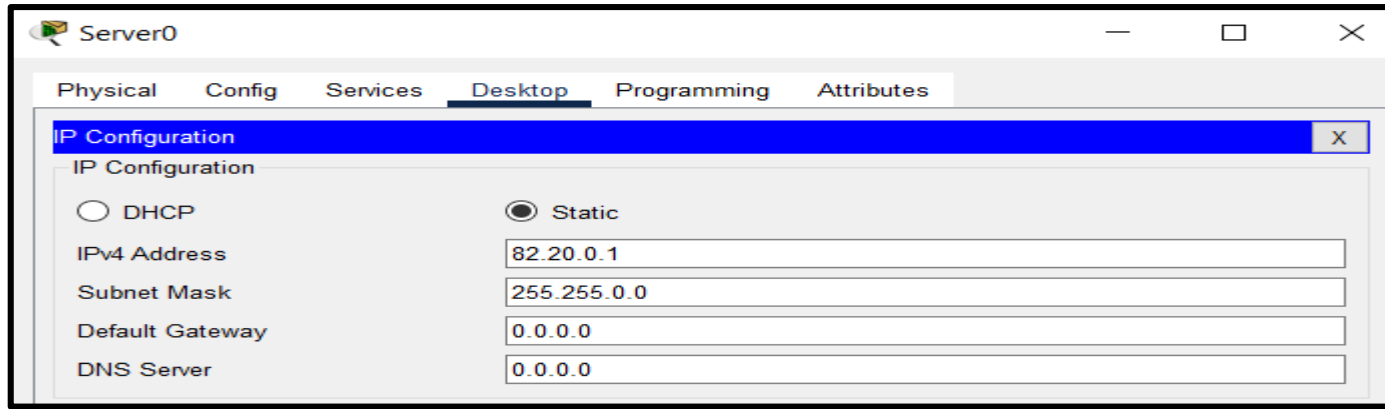 Server0
Physical Config Services Desktop Programming Attributes
IP Configuration X
IP Configuration
DHCP Static
IPv4 Address 82.20.0.1
Subnet Mask 255.255.0.0
Default Gateway 0.0.0.0
DNS Server 0.0.0.0